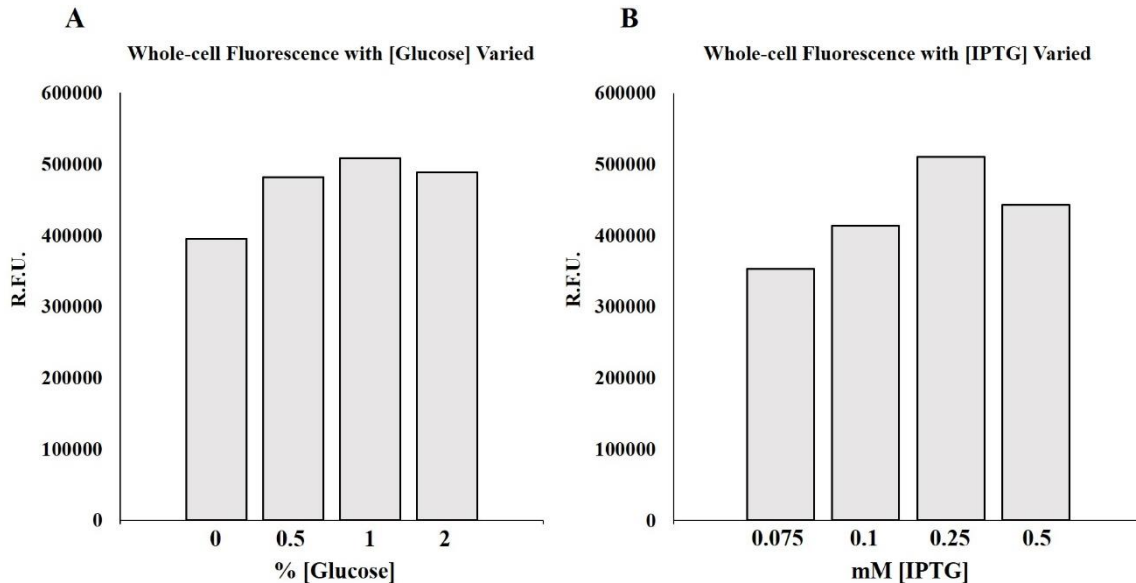 A
Whole-cell Fluorescence with [Glucose] Varied
600000
500000
400000
300000
200000
100000
0
R.F.U.
0 0.5 1 2
% [Glucose]
B
Whole-cell Fluorescence with [IPTG] Varied
600000
500000
400000
300000
200000
100000
0
R.F.U.
0.075 0.1 0.25 0.5
mM [IPTG]